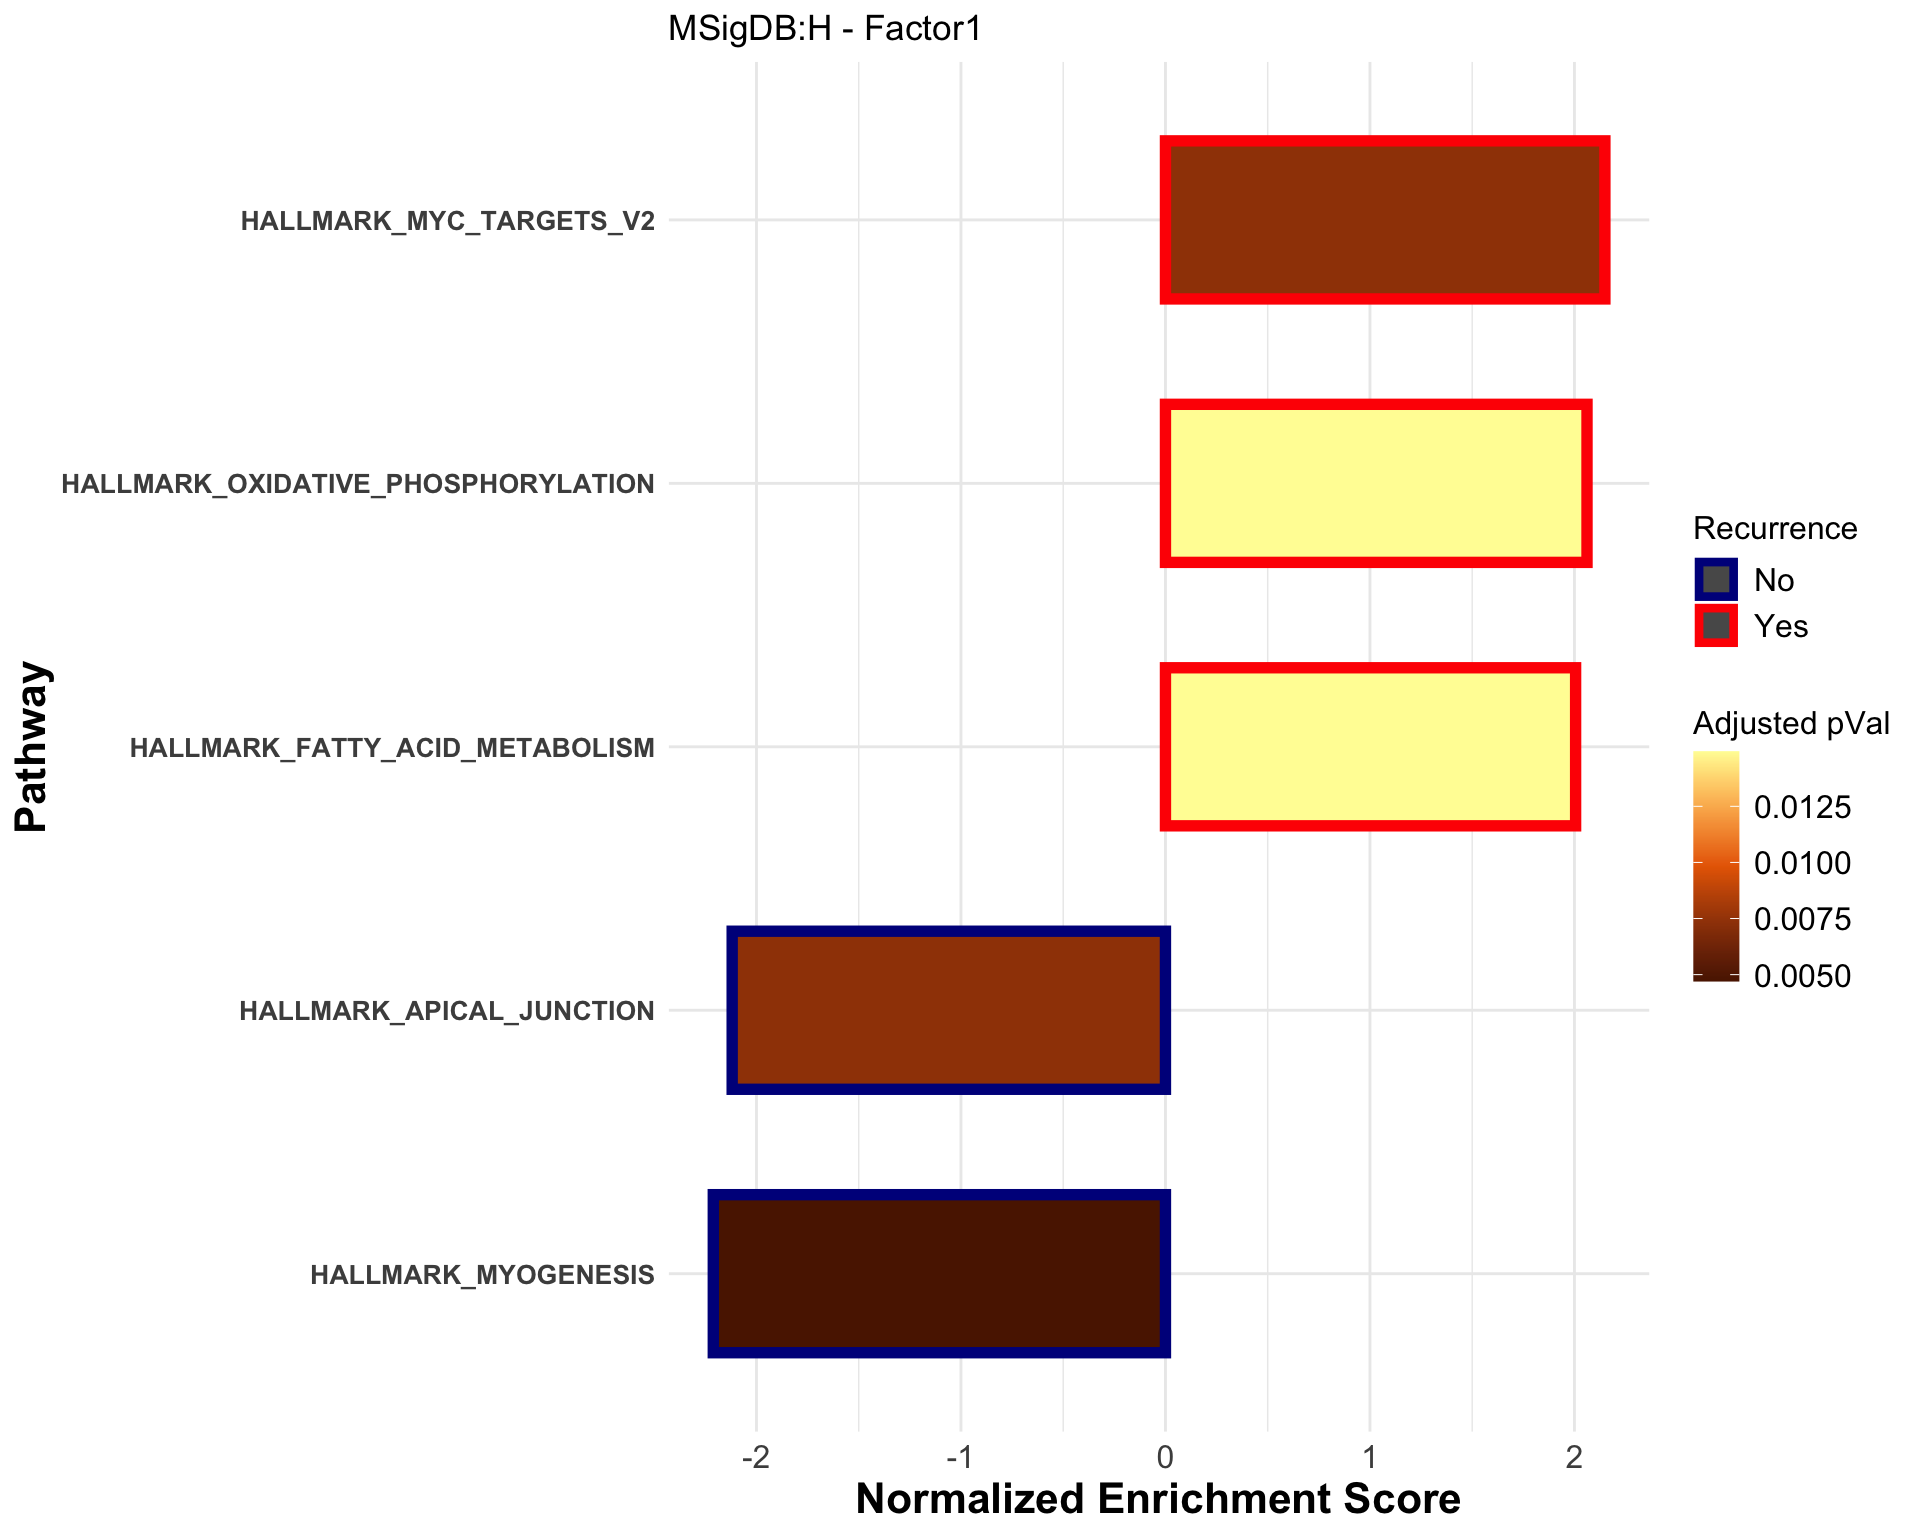 MSigDB:H - Factor1
HALLMARK_MYC_TARGETS_V2
HALLMARK_OXIDATIVE_PHOSPHORYLATION
HALLMARK_FATTY_ACID_METABOLISM
HALLMARK_APICAL_JUNCTION
HALLMARK_MYOGENESIS
Pathway
-2 -1 0 1 2
Normalized Enrichment Score
Recurrence
No
Yes
Adjusted pVal
0.0125
0.0100
0.0075
0.0050